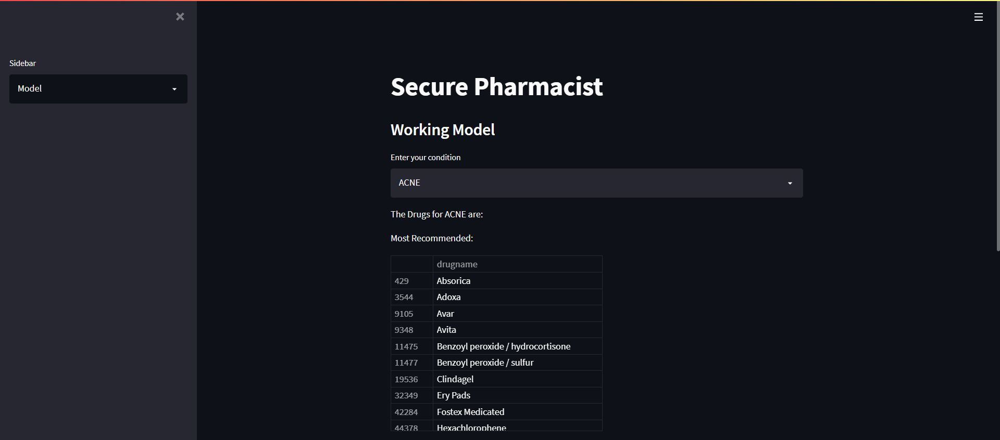 Sidebar
Model
Secure Pharmacist
Working Model
Enter your condition
ACNE
The Drugs for ACNE are:
Most Recommended:
drugname
429 Absorica
3544 Adoxa
9105 Avar
9348 Avita
11475 Benzoyl peroxide / hydrocortisone
11477 Benzoyl peroxide / sulfur
19536 Clindagel
32349 Ery Pads
42284 Fostex Medicated
44378 Hexachlorophene